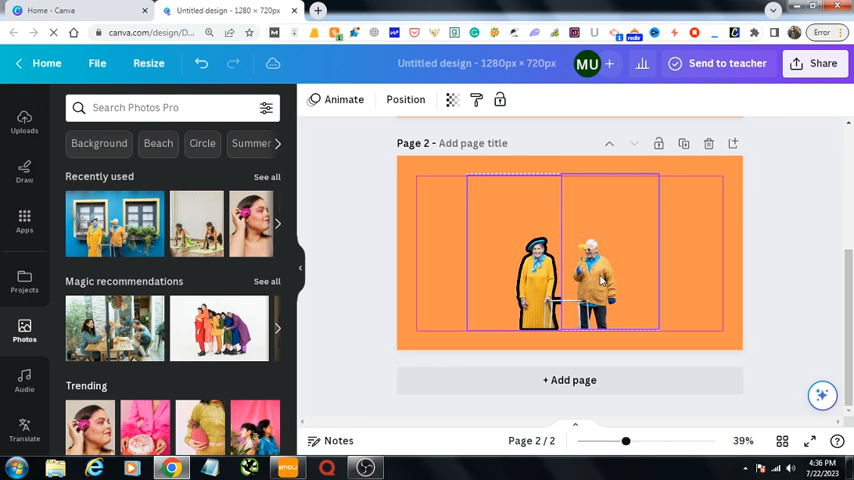 Home - Canva
Untitled design - 1280 × 720px
canva.com/design/D...
Error
Home
File
Resize
Untitled design - 1280px × 720px
MU
Send to teacher
Share
Search Photos Pro
Animate
Position
Uploads
Background
Beach
Circle
Summer
Page 2 - Add page title
Draw
Recently used
See all
Apps
Projects
Magic recommendations
See all
Photos
Audio
Trending
+ Add page
Translate
Notes
Page 2 / 2
39%
4:36 PM
7/22/2023